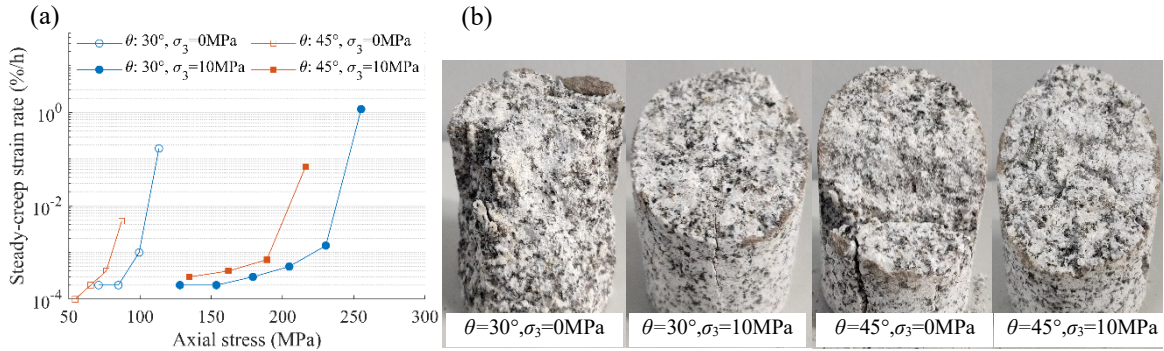 (a)
θ: 30°, σ₃=0MPa
θ: 45°, σ₃=0MPa
θ: 30°, σ₃=10MPa
θ: 45°, σ₃=10MPa
Steady-creep strain rate (%/h)
10⁰
10⁻²
10⁻⁴
50 100 150 200 250 300
Axial stress (MPa)
(b)
θ=30°,σ₃=0MPa
θ=30°,σ₃=10MPa
θ=45°,σ₃=0MPa
θ=45°,σ₃=10MPa